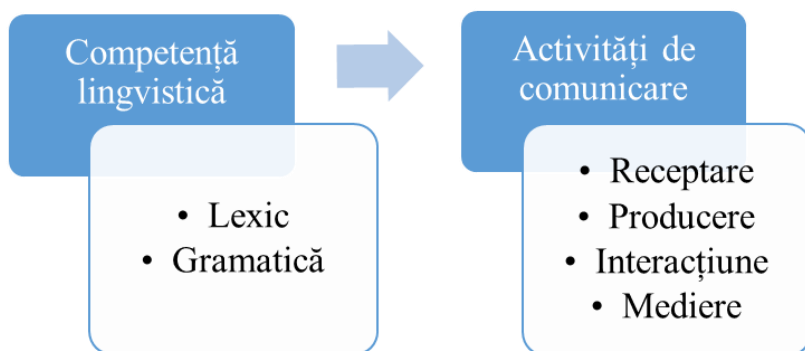 Competență
lingvistică
• Lexic
• Gramatică
Activități de
comunicare
• Receptare
• Producere
• Interacțiune
• Mediere